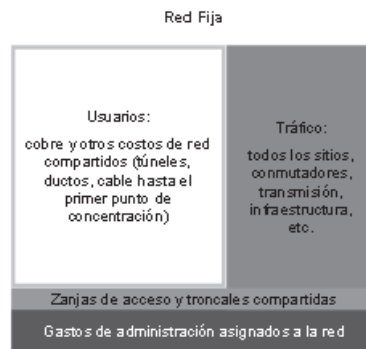 Red Fija
Usuarios:
cobre y otros costos de red
compartidos (túneles,
ductos, cable hasta el
primer punto de
concentración)
Tráfico:
todos los sitios,
conmutadores,
transmisión,
infraestructura,
etc.
Zanjas de acceso y troncales compartidas
Gastos de administración asignados a la red